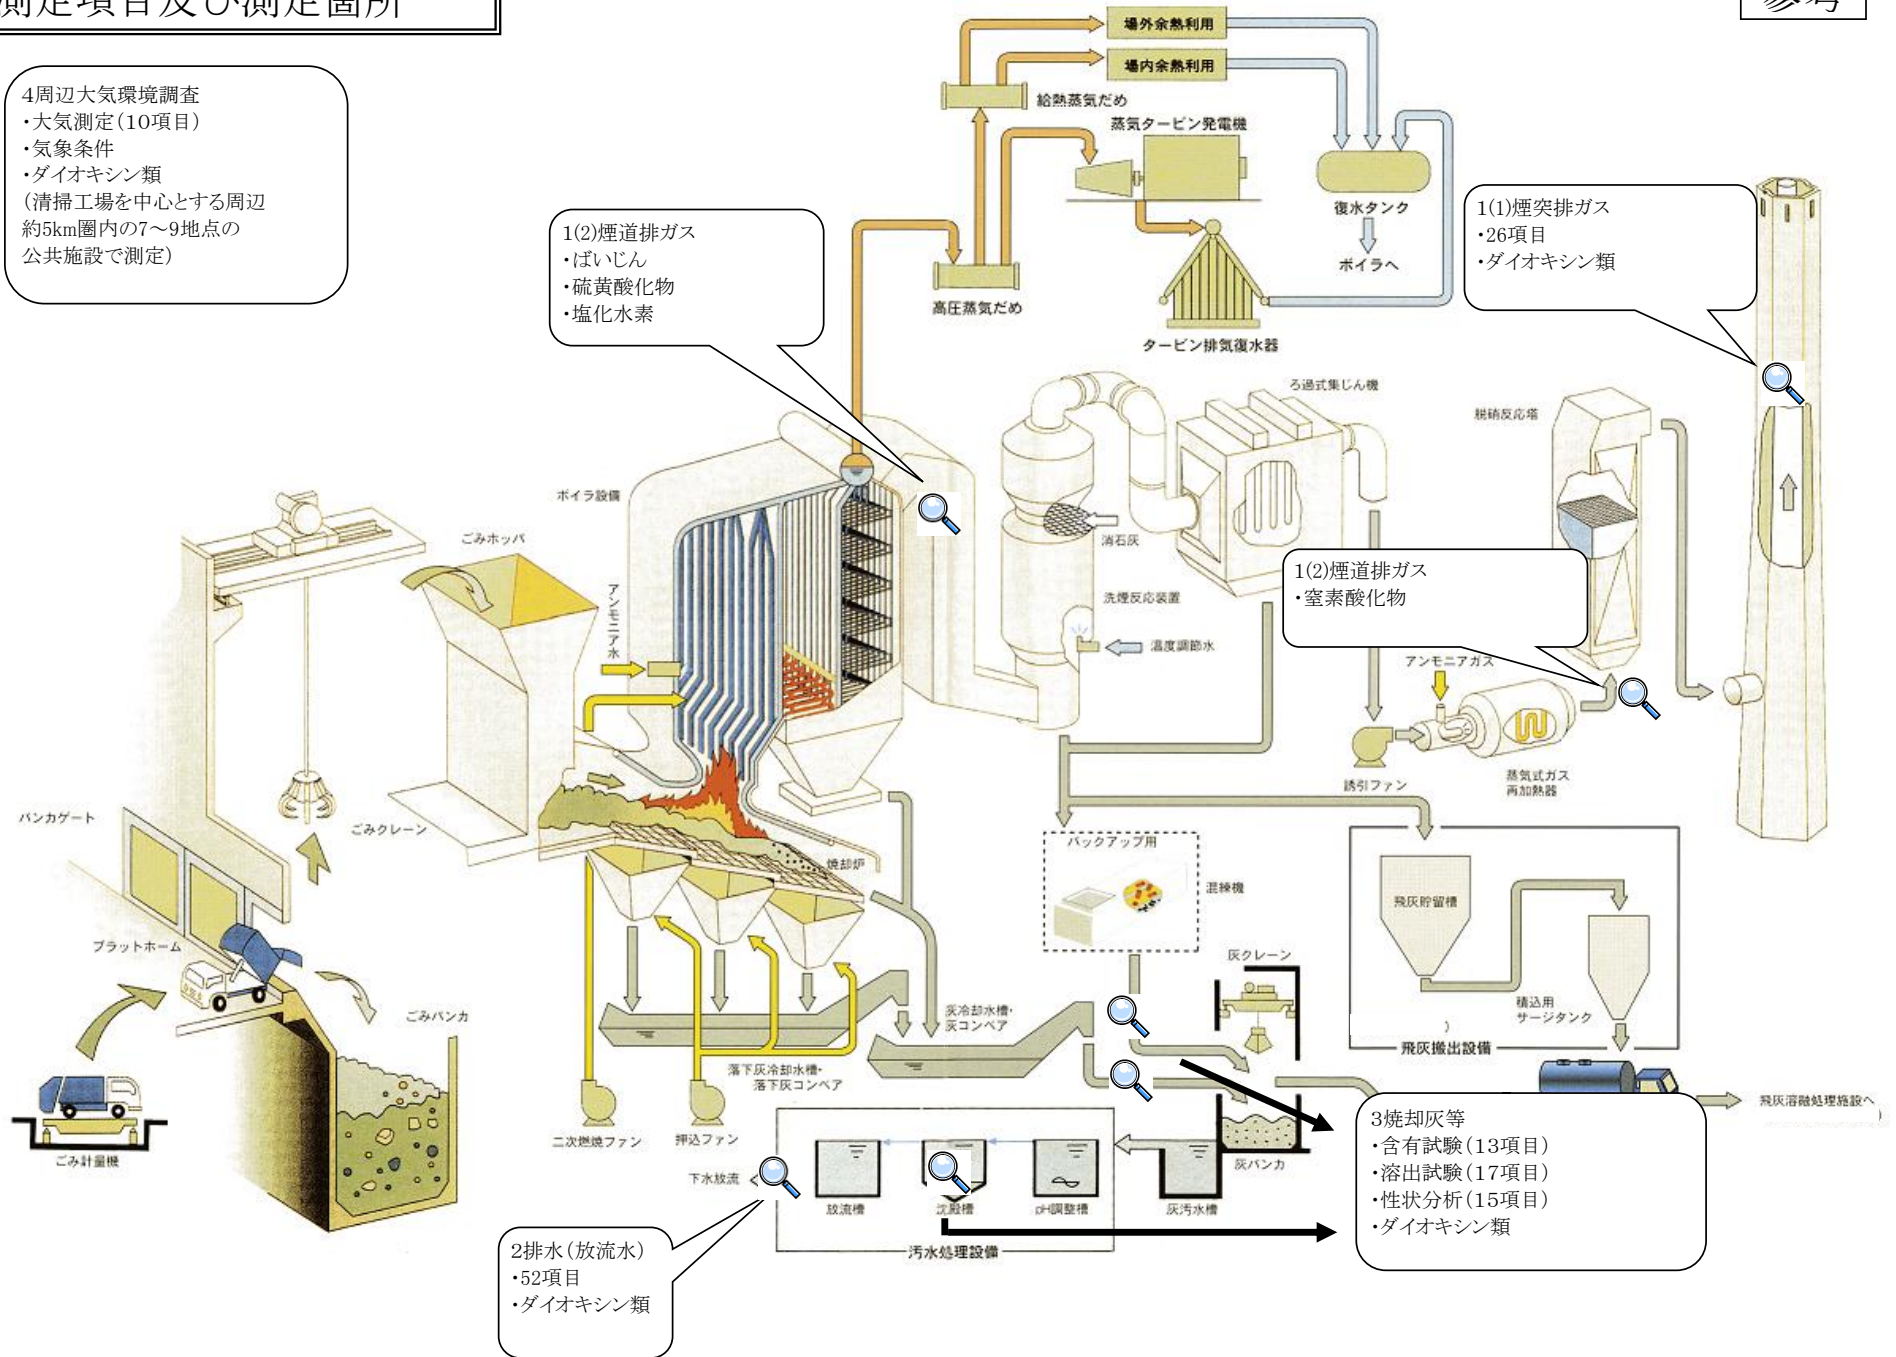 測定項目及び測定箇所
参考
4周辺大気環境調査
・大気測定(10項目)
・気象条件
・ダイオキシン類
(清掃工場を中心とする周辺
約5km圏内の7～9地点の
公共施設で測定)
1(2)煙道排ガス
・ばいじん
・硫黄酸化物
・塩化水素
場外余熱利用
場内余熱利用
給熱蒸気だめ
蒸気タービン発電機
復水タンク
ボイラへ
高圧蒸気だめ
タービン排気復水器
1(1)煙突排ガス
・26項目
・ダイオキシン類
ろ過式集じん機
脱硝反応塔
ボイラ設備
ごみホッパ
アンモニア水
消石灰
洗煙反応装置
温度調節水
1(2)煙道排ガス
・窒素酸化物
アンモニアガス
誘引ファン
蒸気式ガス
再加熱器
バンカゲート
ごみクレーン
焼却炉
バックアップ用
混練機
飛灰貯留槽
プラットホーム
灰クレーン
積込用
サージタンク
ごみバンカ
灰冷却水槽・
灰コンベア
)
飛灰搬出設備
落下灰冷却水槽・
落下灰コンベア
飛灰溶融処理施設へ
)
ごみ計量機
二次燃焼ファン
押込ファン
灰バンカ
下水放流
放流槽
沈殿槽
pH調整槽
灰汚水槽
汚水処理設備
3焼却灰等
・含有試験(13項目)
・溶出試験(17項目)
・性状分析(15項目)
・ダイオキシン類
2排水(放流水)
・52項目
・ダイオキシン類